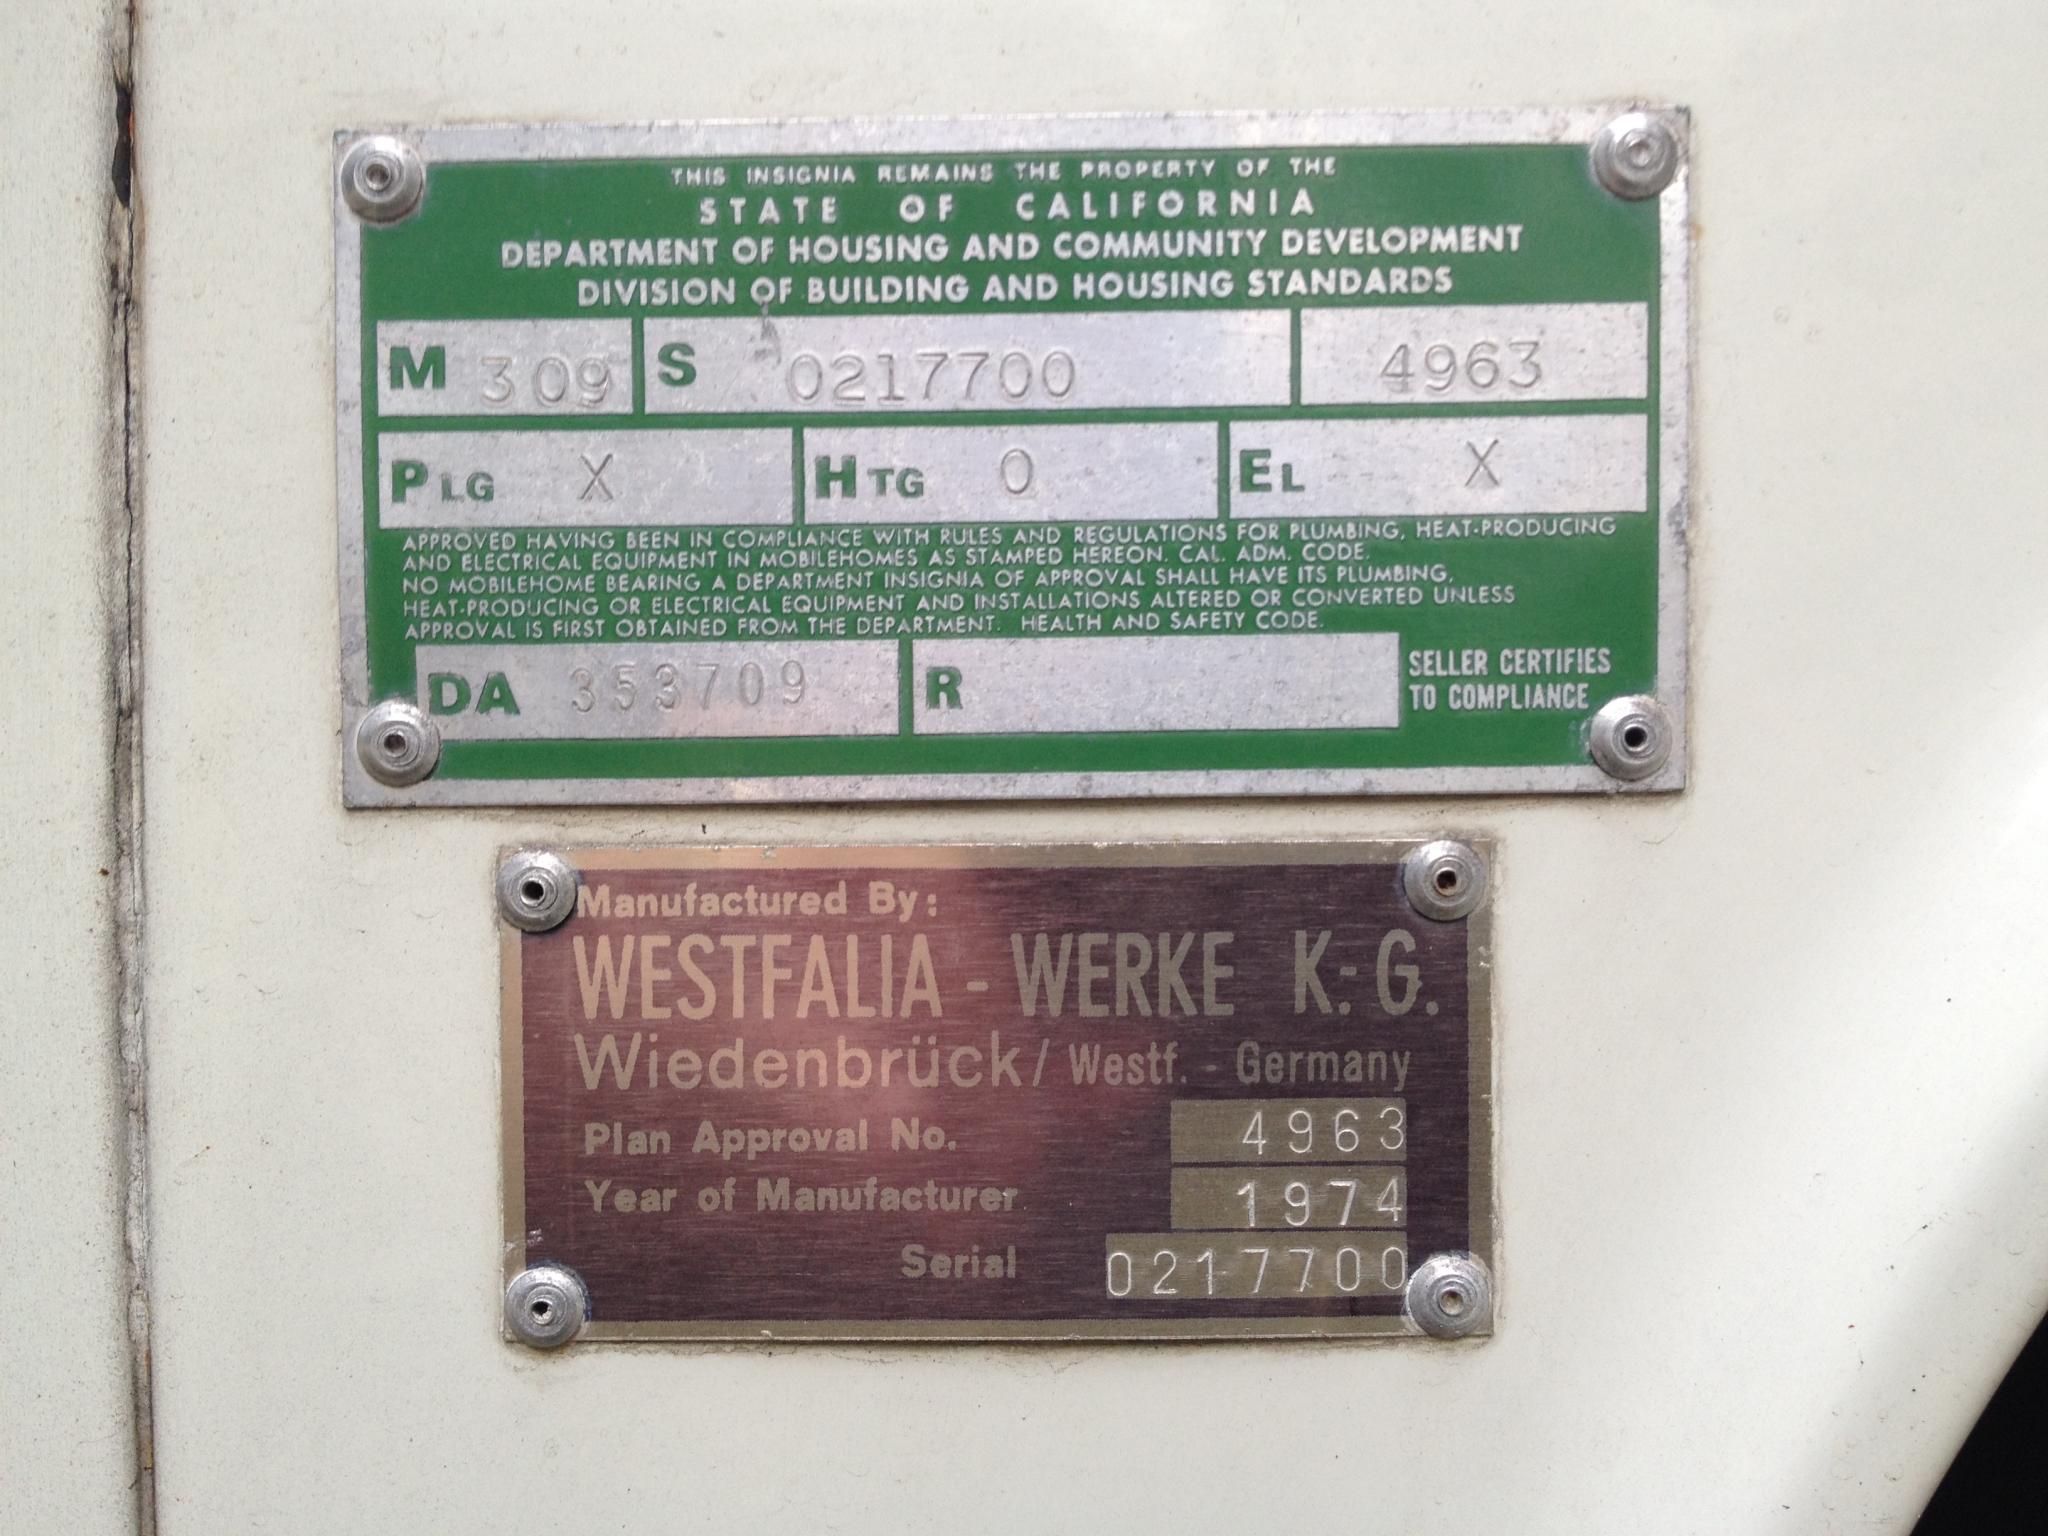 THIS INSIGNIA REMAINS THE PROPERTY OF THE
STATE OF CALIFORNIA
DEPARTMENT OF HOUSING AND COMMUNITY DEVELOPMENT
DIVISION OF BUILDING AND HOUSING STANDARDS
M 309 S 0217700 4963
PLG X HTG O EL X
APPROVED HAVING BEEN IN COMPLIANCE WITH RULES AND REGULATIONS FOR PLUMBING, HEAT-PRODUCING
AND ELECTRICAL EQUIPMENT IN MOBILEHOMES AS STAMPED HEREON. CAL. ADM. CODE.
NO MOBILEHOME BEARING A DEPARTMENT INSIGNIA OF APPROVAL SHALL HAVE ITS PLUMBING,
HEAT-PRODUCING OR ELECTRICAL EQUIPMENT AND INSTALLATIONS ALTERED OR CONVERTED UNLESS
APPROVAL IS FIRST OBTAINED FROM THE DEPARTMENT. HEALTH AND SAFETY CODE.
DA 353709 R
SELLER CERTIFIES
TO COMPLIANCE
Manufactured By:
WESTFALIA - WERKE K.-G.
Wiedenbrück/ Westf. - Germany
Plan Approval No. 4963
Year of Manufacturer 1974
Serial 0217700